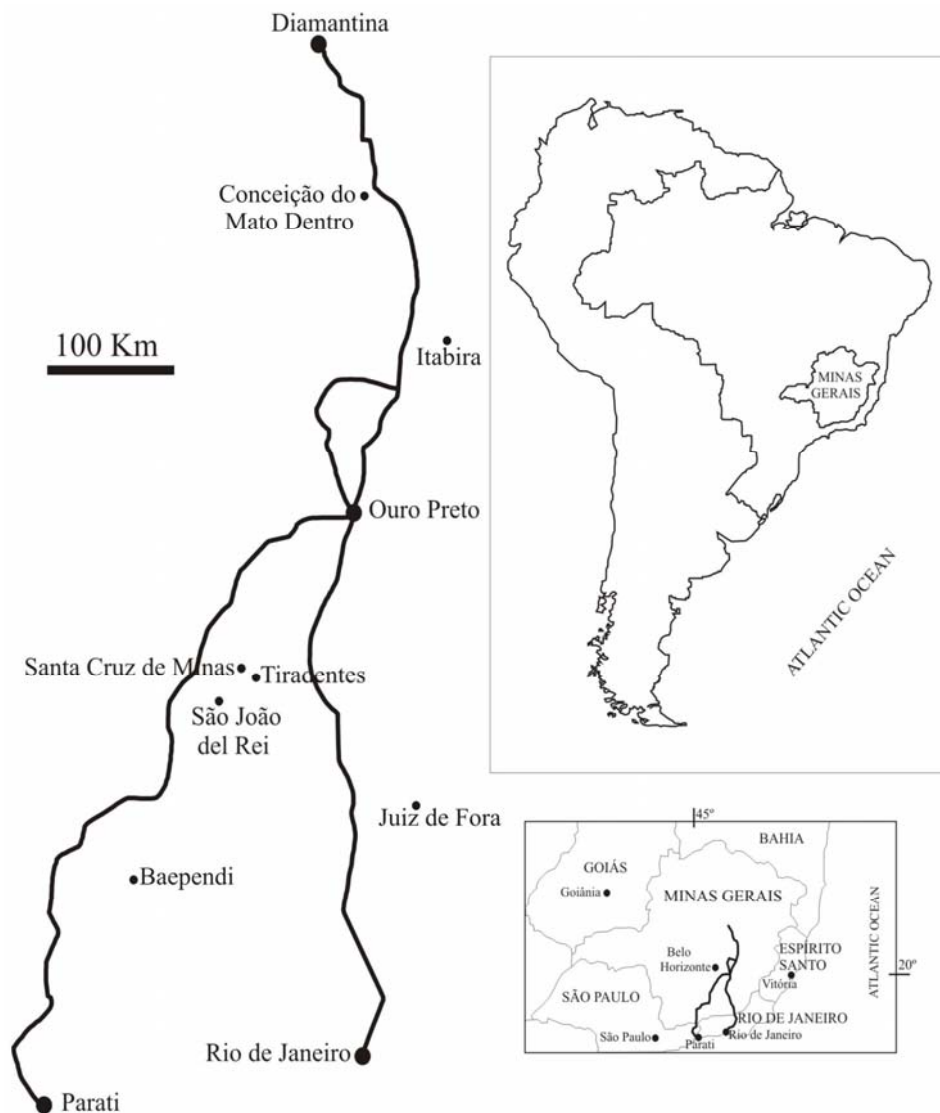 Diamantina
Conceição do
Mato Dentro
100 Km
Itabira
Ouro Preto
Santa Cruz de Minas
Tiradentes
São João
del Rei
Juiz de Fora
Baependi
Rio de Janeiro
Parati
MINAS
GERAIS
ATLANTIC OCEAN
45º
BAHIA
GOIÁS
Goiânia
MINAS GERAIS
Belo
Horizonte
ESPÍRITO
SANTO
Vitória
20º
ATLANTIC OCEAN
SÃO PAULO
RIO DE JANEIRO
São Paulo
Parati
Rio de Janeiro